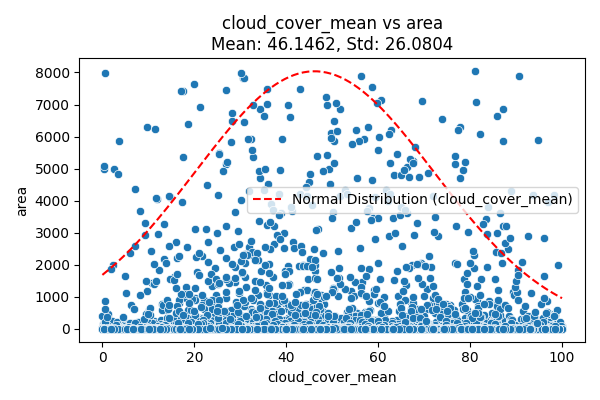 cloud_cover_mean vs area
Mean: 46.1462, Std: 26.0804
8000
7000
6000
5000
4000
3000
2000
1000
0
area
Normal Distribution (cloud_cover_mean)
0 20 40 60 80 100
cloud_cover_mean